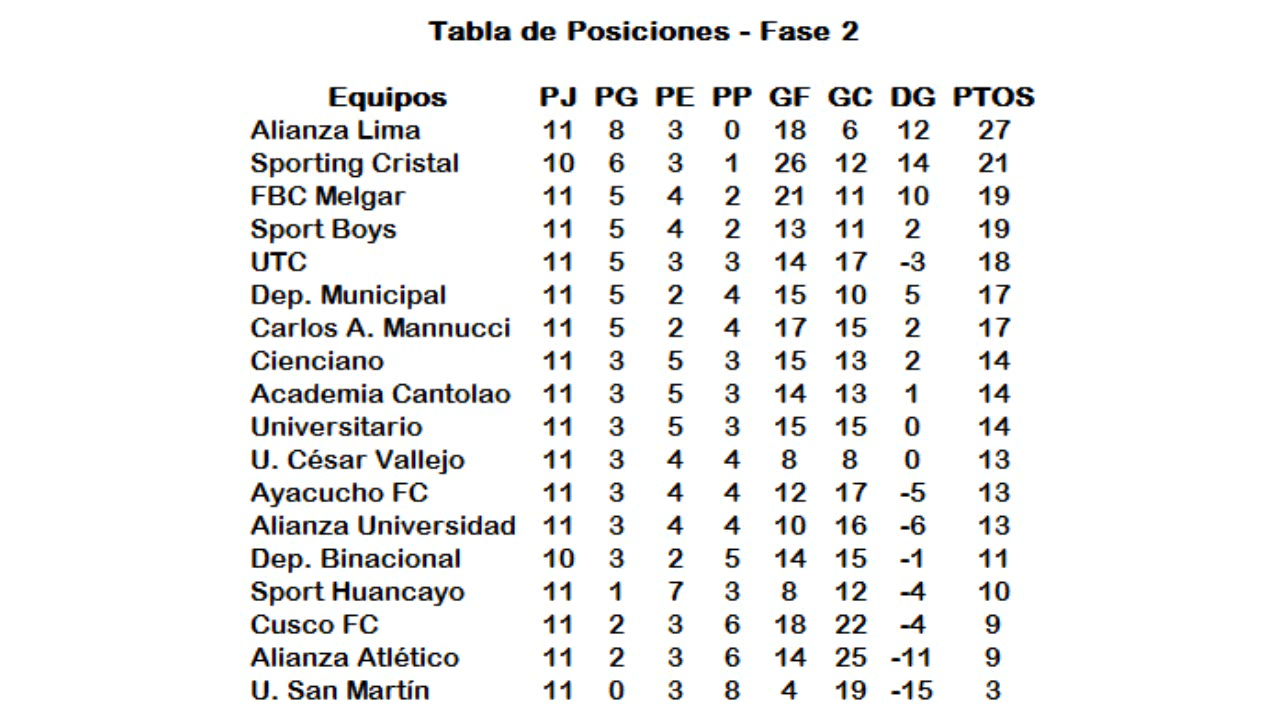 Tabla de Posiciones - Fase 2
Equipos PJ PG PE PP GF GC DG PTOS
Alianza Lima 11 8 3 0 18 6 12 27
Sporting Cristal 10 6 3 1 26 12 14 21
FBC Melgar 11 5 4 2 21 11 10 19
Sport Boys 11 5 4 2 13 11 2 19
UTC 11 5 3 3 14 17 -3 18
Dep. Municipal 11 5 2 4 15 10 5 17
Carlos A. Mannucci 11 5 2 4 17 15 2 17
Cienciano 11 3 5 3 15 13 2 14
Academia Cantolao 11 3 5 3 14 13 1 14
Universitario 11 3 5 3 15 15 0 14
U. César Vallejo 11 3 4 4 8 8 0 13
Ayacucho FC 11 3 4 4 12 17 -5 13
Alianza Universidad 11 3 4 4 10 16 -6 13
Dep. Binacional 10 3 2 5 14 15 -1 11
Sport Huancayo 11 1 7 3 8 12 -4 10
Cusco FC 11 2 3 6 18 22 -4 9
Alianza Atlético 11 2 3 6 14 25 -11 9
U. San Martín 11 0 3 8 4 19 -15 3